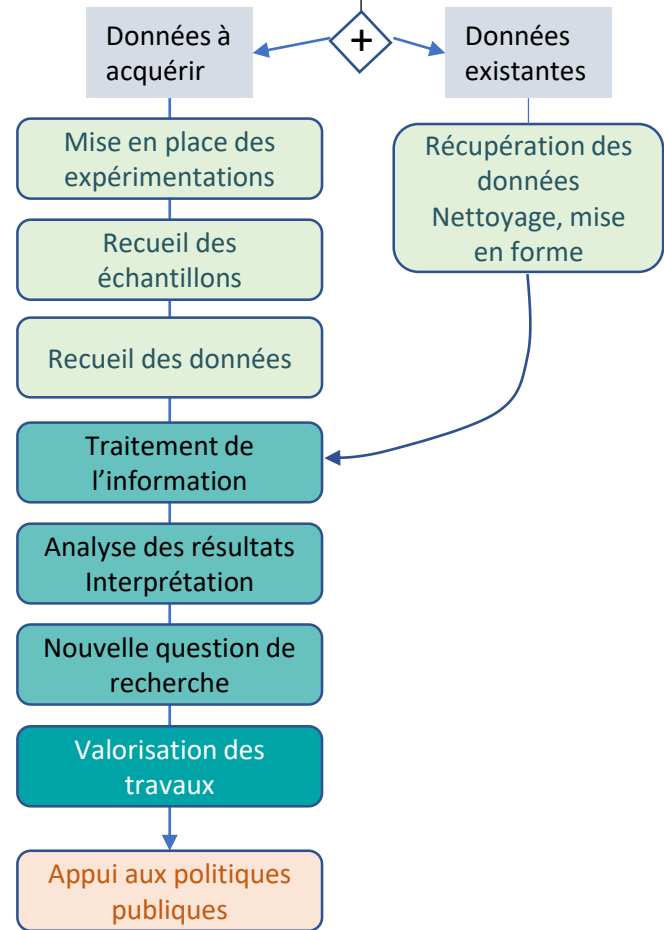 Données à
acquérir
+
Données
existantes
Mise en place des
expérimentations
Recueil des
échantillons
Recueil des données
Récupération des
données
Nettoyage, mise
en forme
Traitement de
l’information
Analyse des résultats
Interprétation
Nouvelle question de
recherche
Valorisation des
travaux
Appui aux politiques
publiques